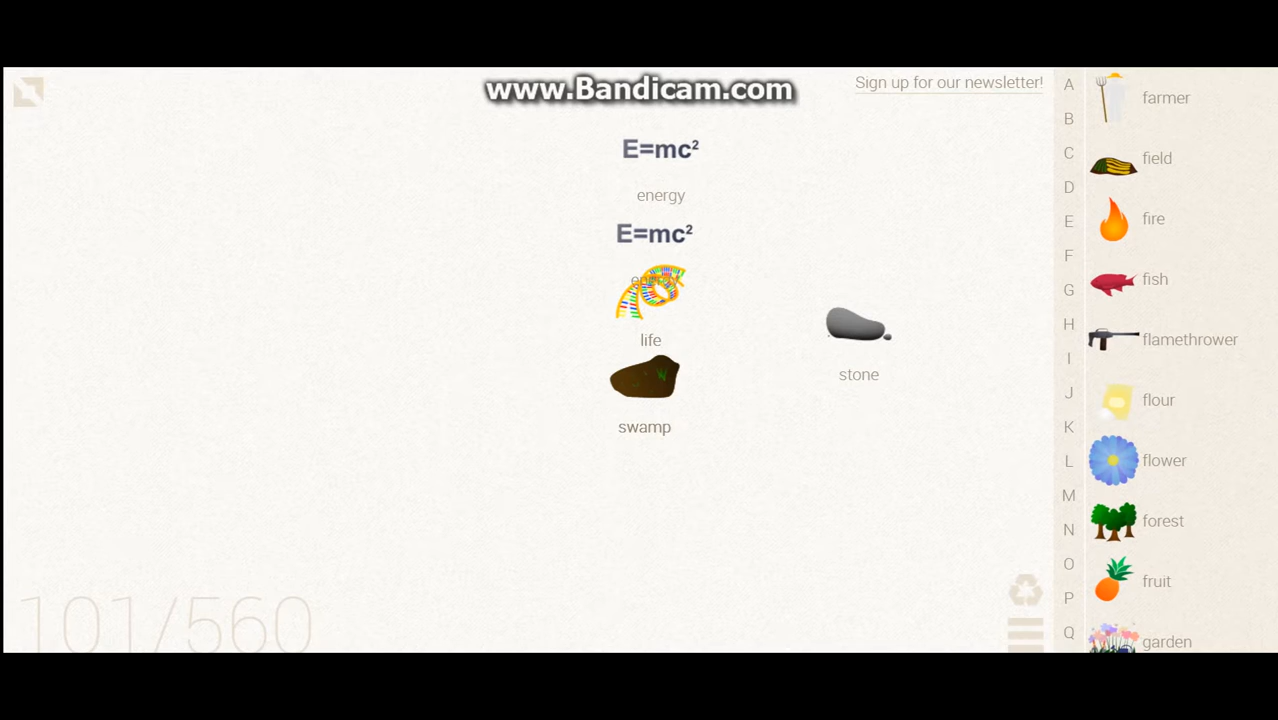 www.Bandicam.com
Sign up for our newsletter!
E=mc²
energy
E=mc²
energy
life
swamp
stone
101/560
A
B
C
D
E
F
G
H
I
J
K
L
M
N
O
P
Q
farmer
field
fire
fish
flamethrower
flour
flower
forest
fruit
garden